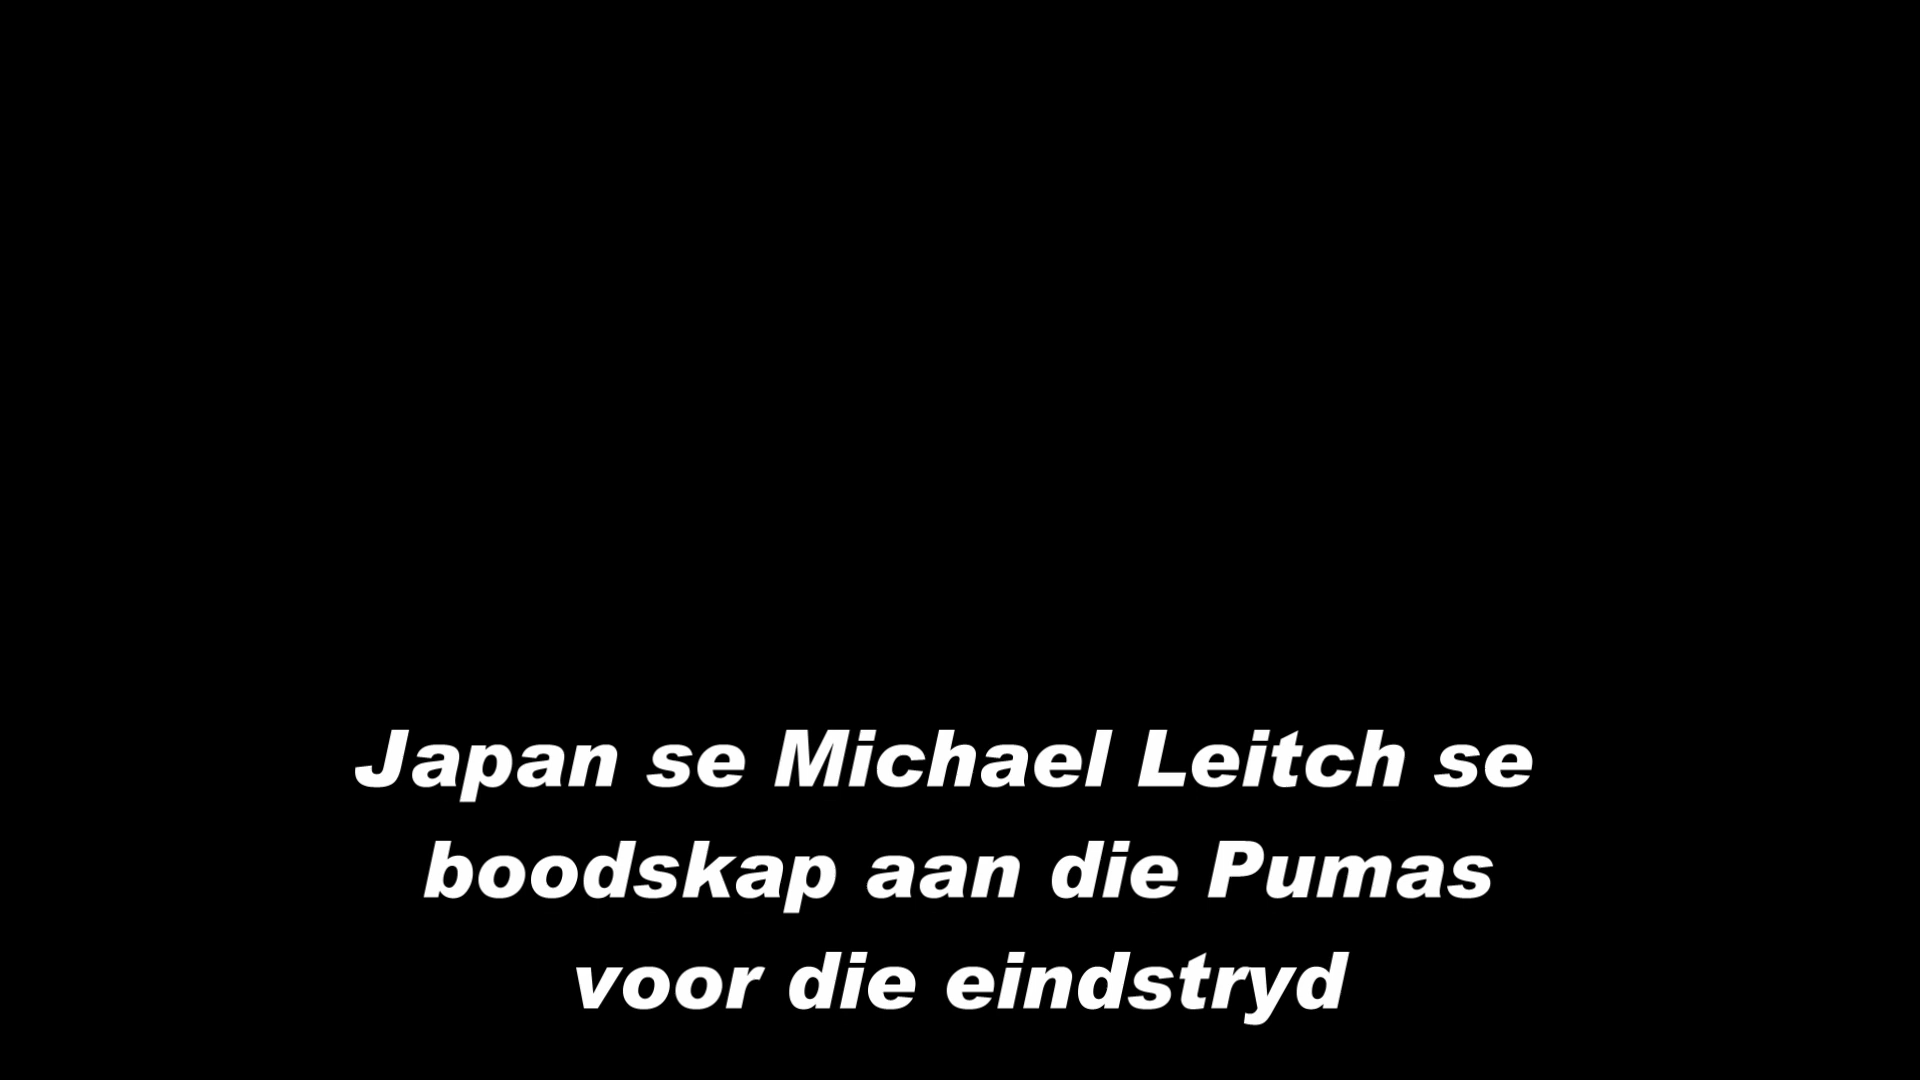 Japan se Michael Leitch se
boodskap aan die Pumas
voor die eindstryd